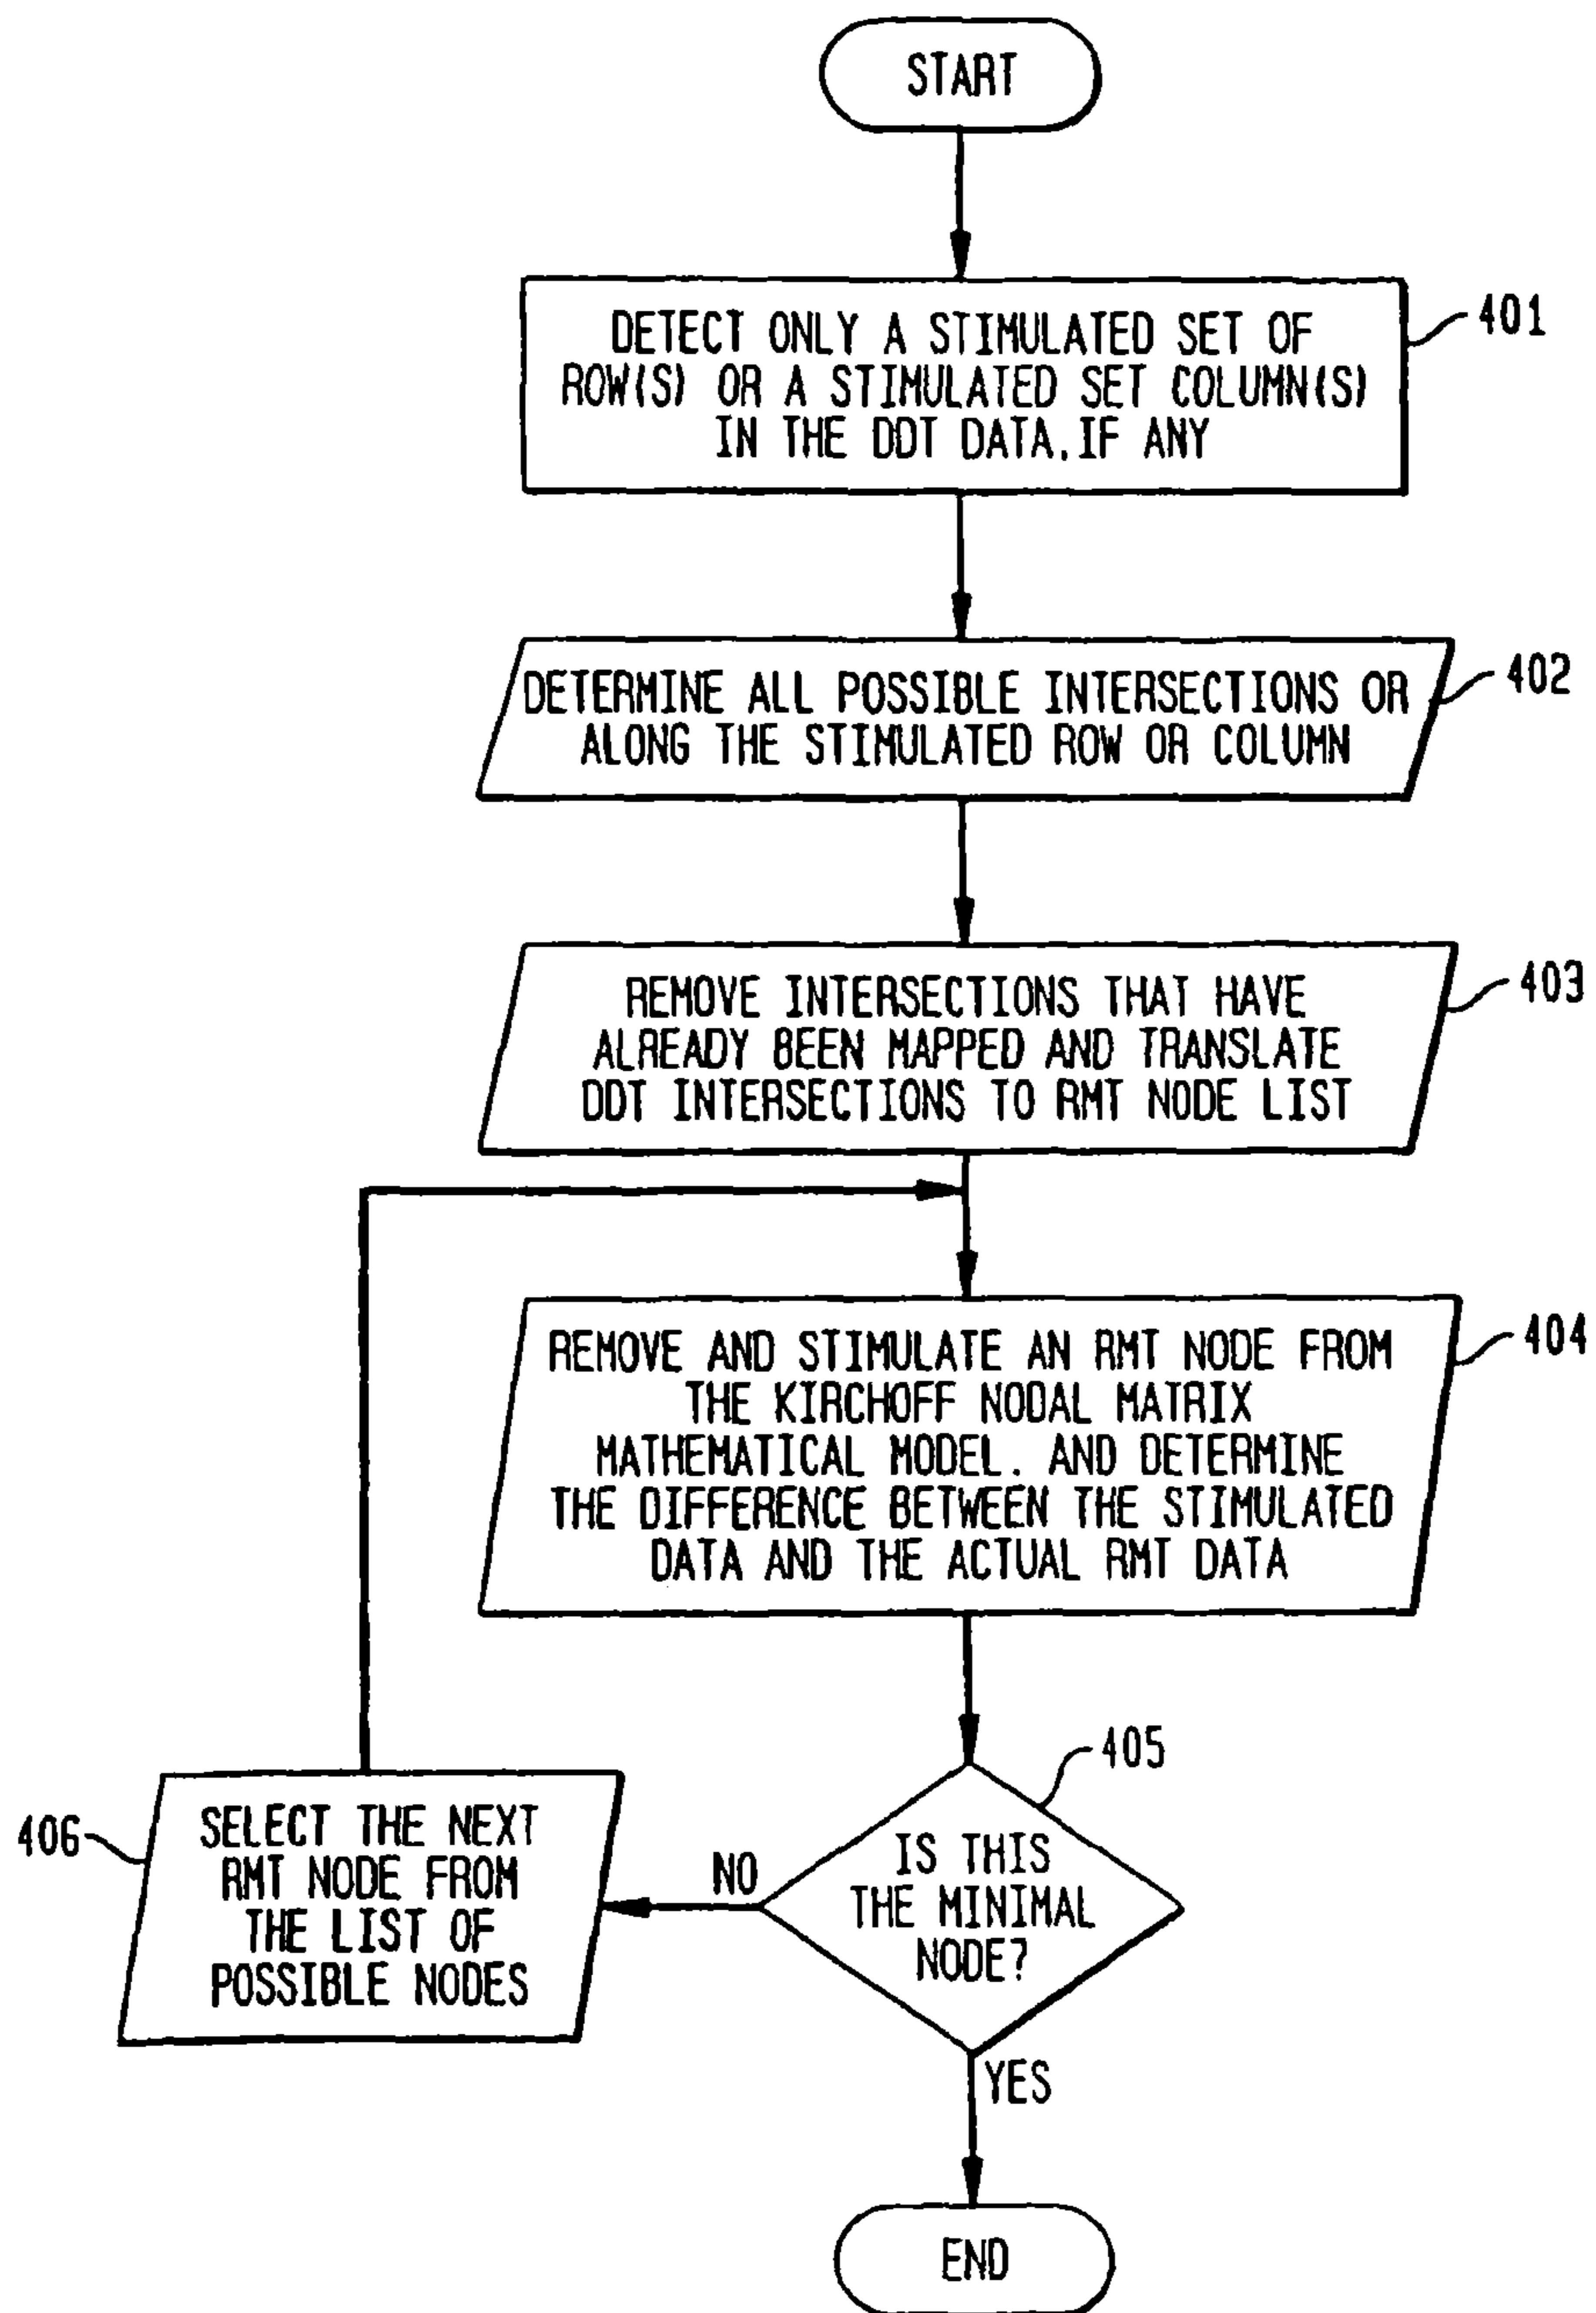 START
DETECT ONLY A STIMULATED SET OF
ROW(S) OR A STIMULATED SET COLUMN(S)
IN THE DDT DATA.IF ANY
401
DETERMINE ALL POSSIBLE INTERSECTIONS OR
ALONG THE STIMULATED ROW OR COLUMN
402
REMOVE INTERSECTIONS THAT HAVE
ALREADY BEEN MAPPED AND TRANSLATE
DDT INTERSECTIONS TO RMT NODE LIST
403
REMOVE AND STIMULATE AN RMT NODE FROM
THE KIRCHOFF NODAL MATRIX
MATHEMATICAL MODEL. AND DETERMINE
THE DIFFERENCE BETWEEN THE STIMULATED
DATA AND THE ACTUAL RMT DATA
404
405
IS THIS
THE MINIMAL
NODE?
NO
406
SELECT THE NEXT
RMT NODE FROM
THE LIST OF
POSSIBLE NODES
YES
END